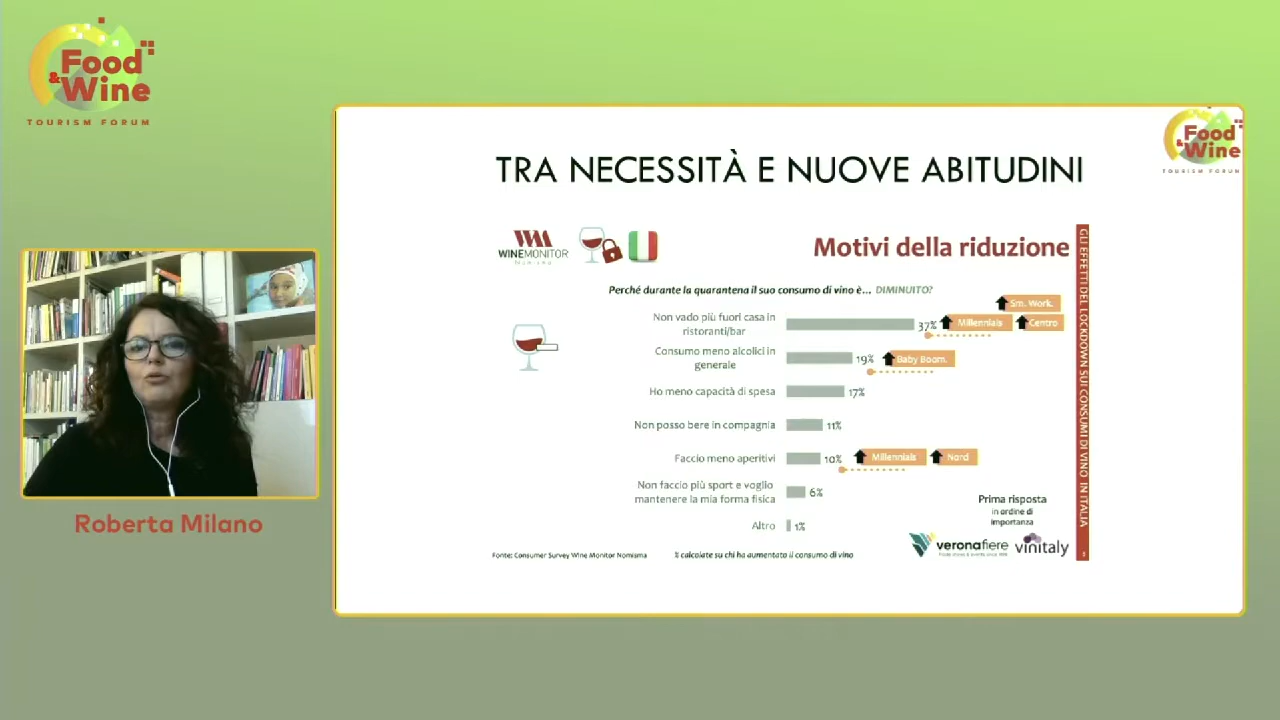 Food
& Wine
TOURISM FORUM
Roberta Milano
Food
& Wine
TOURISM FORUM
TRA NECESSITÀ E NUOVE ABITUDINI
WINEMONITOR
Nomisma
Motivi della riduzione
Perché durante la quarantena il suo consumo di vino è... DIMINUITO?
Sm. Work.
Non vado più fuori casa in
ristoranti/bar
37%
Millennials
Centro
Consumo meno alcolici in
generale
19%
Baby Boom.
Ho meno capacità di spesa
17%
Non posso bere in compagnia
11%
Faccio meno aperitivi
10%
Millennials
Nord
Non faccio più sport e voglio
mantenere la mia forma fisica
6%
Altro
1%
Prima risposta
in ordine di
importanza
veronafiere
vinitaly
Fonte: Consumer Survey Wine Monitor Nomisma
% calcolate su chi ha aumentato il consumo di vino
GLI EFFETTI DEL LOCKDOWN SUI CONSUMI DI VINO IN ITALIA